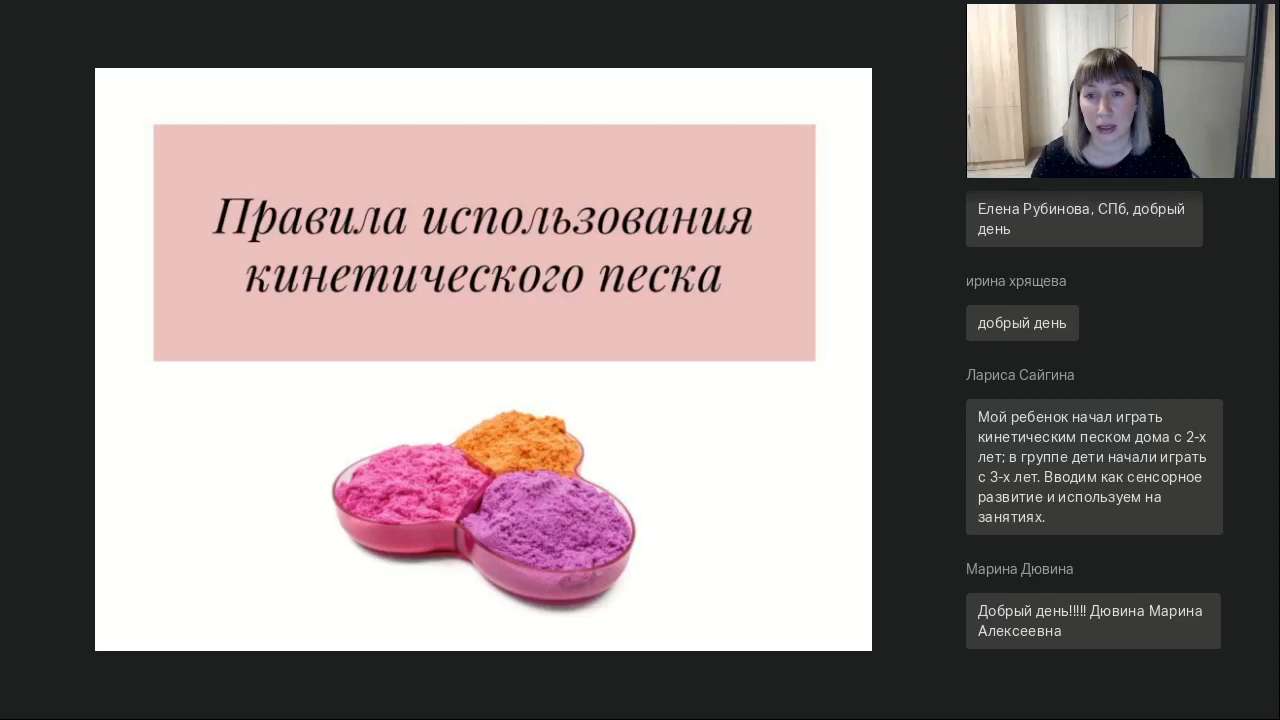 Правила использования
кинетического песка
Елена Рубинова, СПб, добрый
день
ирина хрящева
добрый день
Лариса Сайгина
Мой ребенок начал играть
кинетическим песком дома с 2-х
лет; в группе дети начали играть
с 3-х лет. Вводим как сенсорное
развитие и используем на
занятиях.
Марина Дювина
Добрый день!!!!! Дювина Марина
Алексеевна